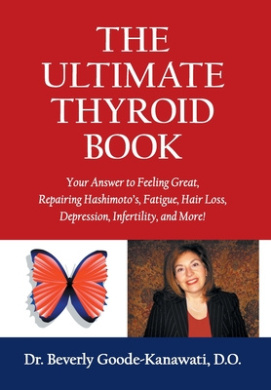 THE
ULTIMATE
THYROID
BOOK
Your Answer to Feeling Great,
Repairing Hashimoto's, Fatigue, Hair Loss,
Depression, Infertility, and More!
Dr. Beverly Goode-Kanawati, D.O.